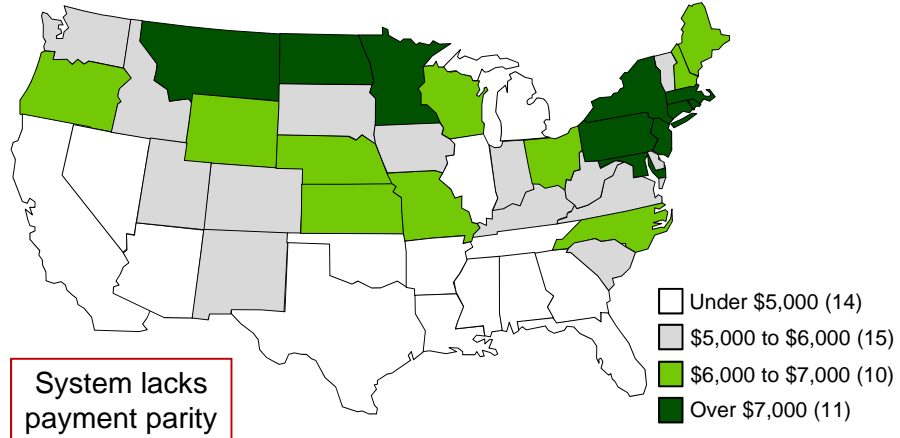 Under $5,000 (14)
$5,000 to $6,000 (15)
$6,000 to $7,000 (10)
Over $7,000 (11)
System lacks
payment parity